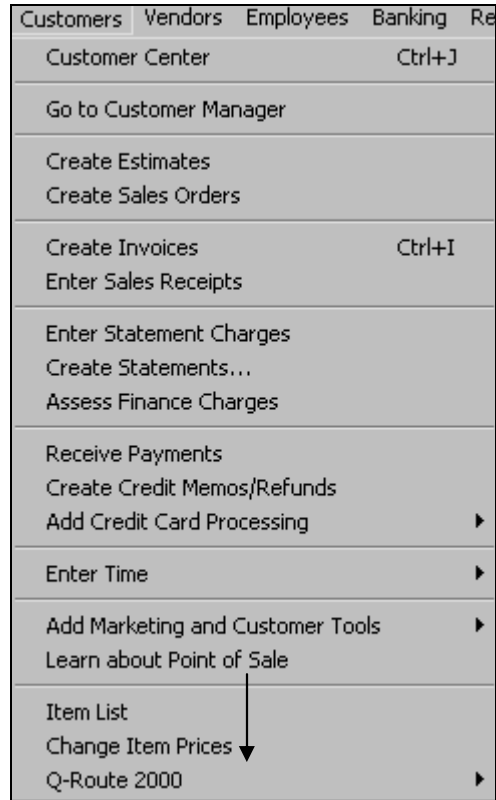 Customers Vendors Employees Banking Re
Customer Center Ctrl+J
Go to Customer Manager
Create Estimates
Create Sales Orders
Create Invoices Ctrl+I
Enter Sales Receipts
Enter Statement Charges
Create Statements...
Assess Finance Charges
Receive Payments
Create Credit Memos/Refunds
Add Credit Card Processing
Enter Time
Add Marketing and Customer Tools
Learn about Point of Sale
Item List
Change Item Prices
Q-Route 2000